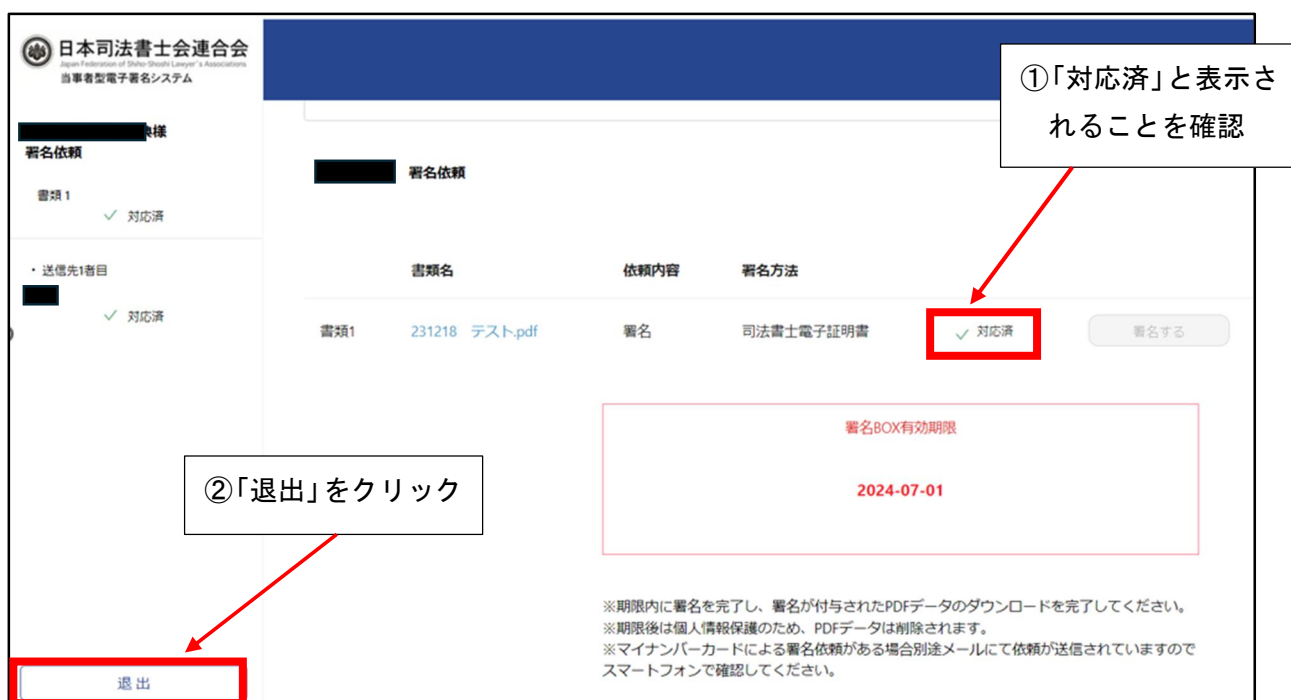 日本司法書士会連合会
Japan Federation of Shiho-Shoshi Lawyer's Associations
当事者型電子署名システム
様
署名依頼
書類 1
対応済
・送信先1者目
対応済
退出
署名依頼
書類名 依頼内容 署名方法
書類1 231218 テスト.pdf 署名 司法書士電子証明書 対応済 署名する
署名BOX有効期限
2024-07-01
※期限内に署名を完了し、署名が付与されたPDFデータのダウンロードを完了してください。
※期限後は個人情報保護のため、PDFデータは削除されます。
※マイナンバーカードによる署名依頼がある場合別途メールにて依頼が送信されていますので
スマートフォンで確認してください。
①「対応済」と表示さ
れることを確認
②「退出」をクリック